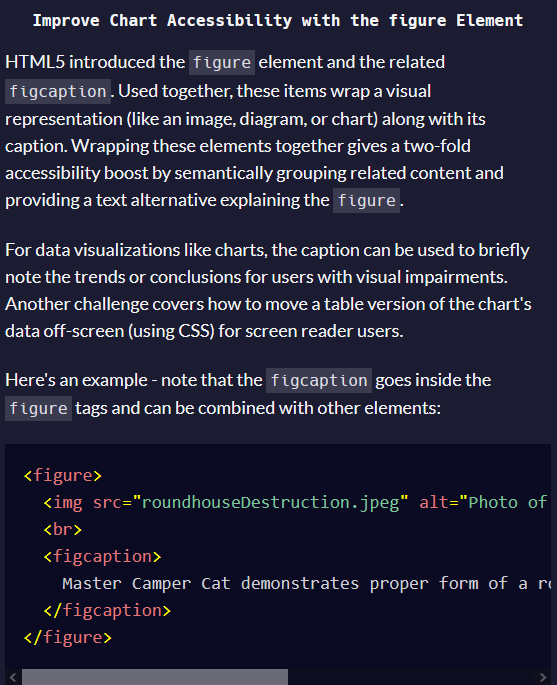 Improve Chart Accessibility with the figure Element
HTML5 introduced the figure element and the related
figcaption. Used together, these items wrap a visual
representation (like an image, diagram, or chart) along with its
caption. Wrapping these elements together gives a two-fold
accessibility boost by semantically grouping related content and
providing a text alternative explaining the figure.
For data visualizations like charts, the caption can be used to briefly
note the trends or conclusions for users with visual impairments.
Another challenge covers how to move a table version of the chart's
data off-screen (using CSS) for screen reader users.
Here's an example - note that the figcaption goes inside the
figure tags and can be combined with other elements:
<figure>
<img src="roundhouseDestruction.jpeg" alt="Photo of
<br>
<figcaption>
Master Camper Cat demonstrates proper form of a
</figcaption>
</figure>